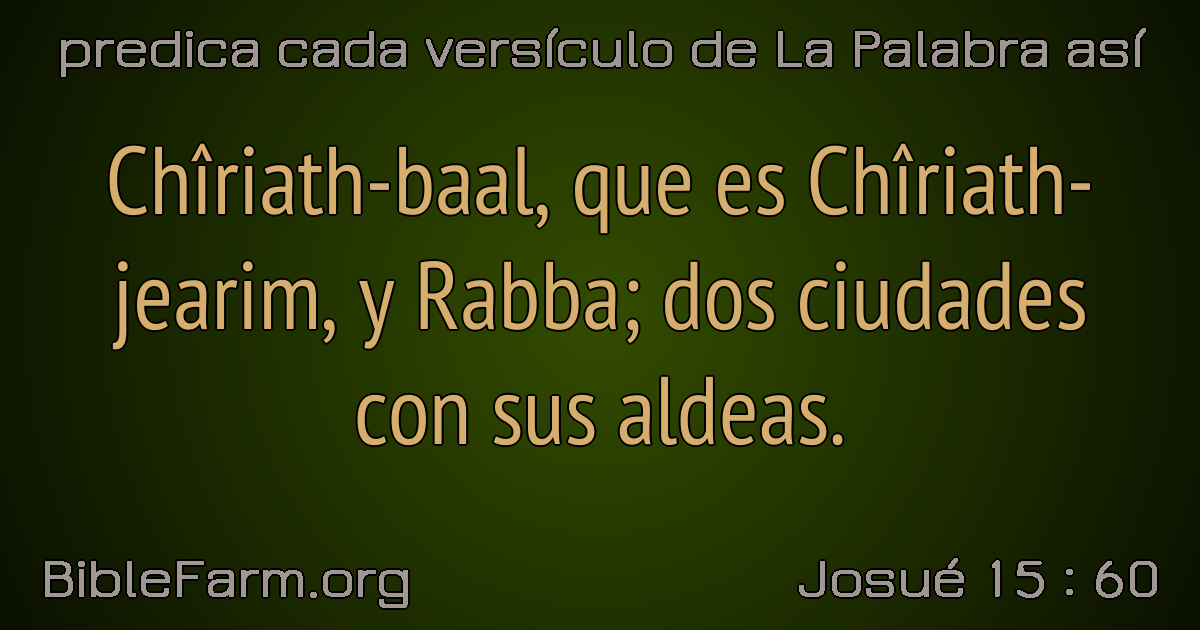 predica cada versículo de La Palabra así
Chîriath-baal, que es Chîriath-
jearim, y Rabba; dos ciudades
con sus aldeas.
BibleFarm.org
Josué 15 : 60